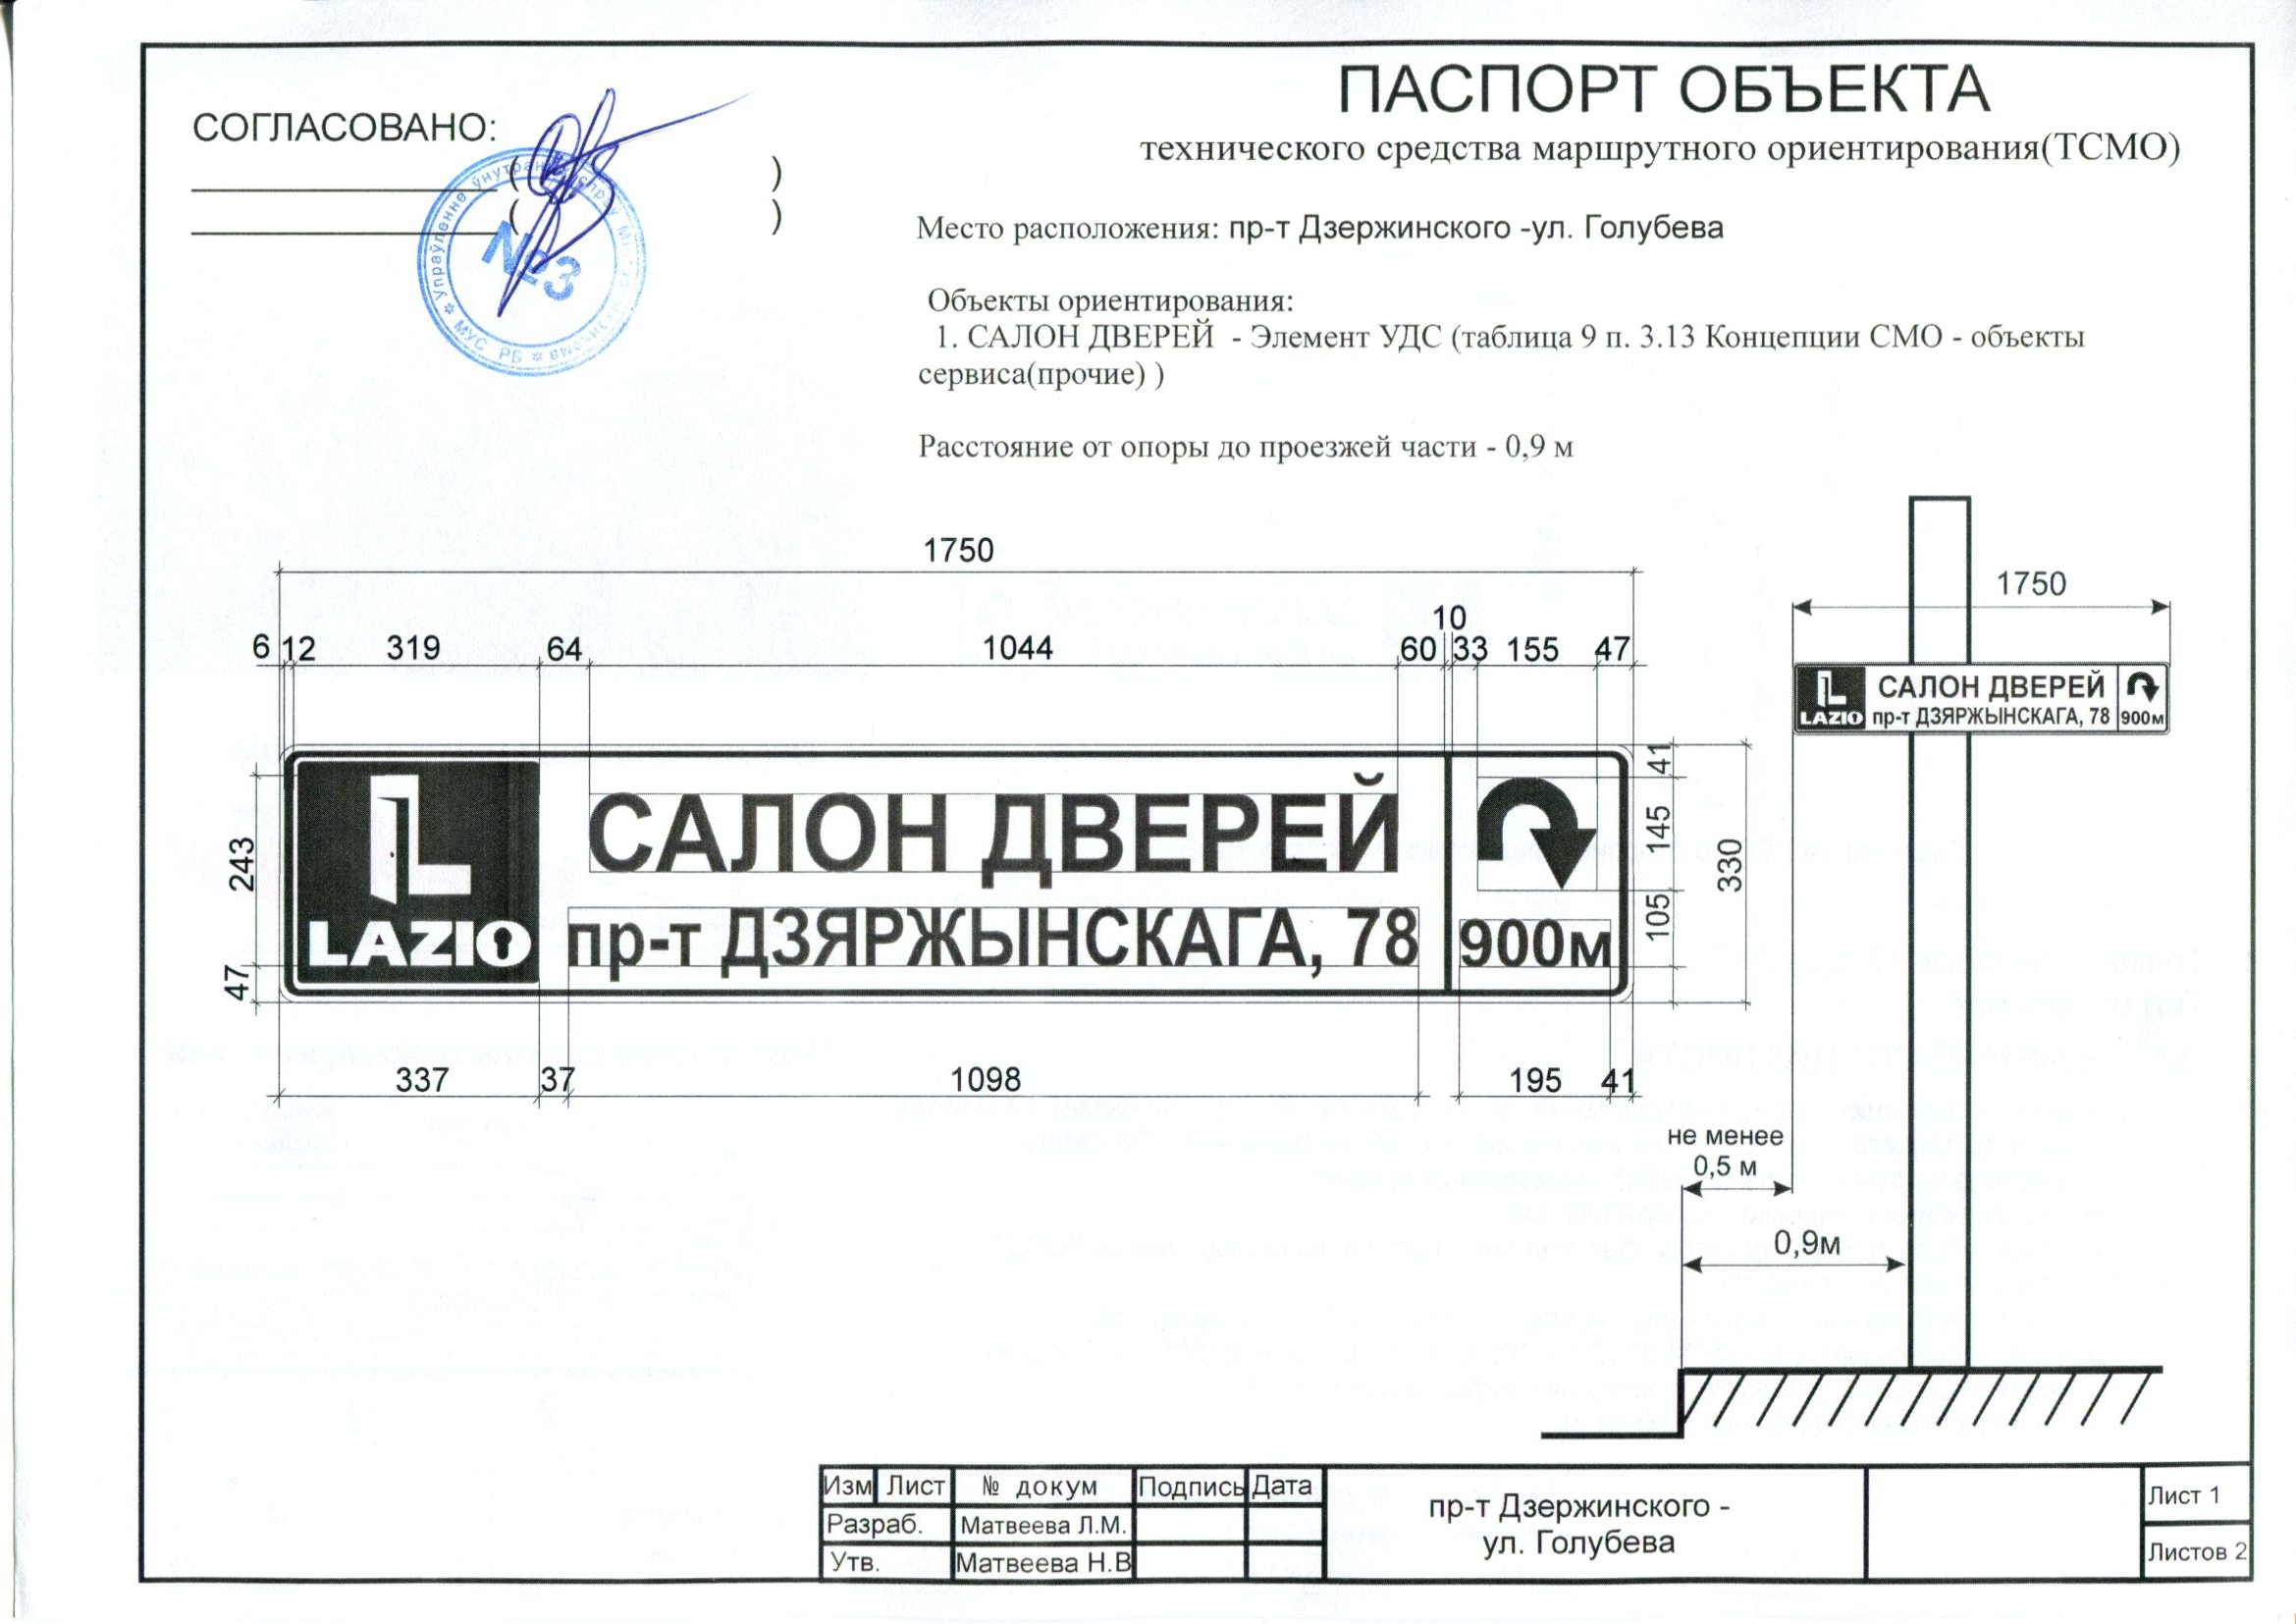 ПАСПОРТ ОБЪЕКТА
технического средства маршрутного ориентирования(ТСМО)
СОГЛАСОВАНО:
( )
( )
Упраўленне ўнутраных спраў
МУС РБ
№3
Место расположения: пр-т Дзержинского -ул. Голубева
Объекты ориентирования:
1. САЛОН ДВЕРЕЙ - Элемент УДС (таблица 9 п. 3.13 Концепции СМО - объекты
сервиса(прочие) )
Расстояние от опоры до проезжей части - 0,9 м
1750
6 12 319 64 1044 60 10 33 155 47
243
47
L
LAZIO
САЛОН ДВЕРЕЙ
пр-т ДЗЯРЖЫНСКАГА, 78
900м
41
145
105
330
337 37 1098 195 41
1750
L
LAZIO
САЛОН ДВЕРЕЙ
пр-т ДЗЯРЖЫНСКАГА, 78
900м
не менее
0,5 м
0,9м
Изм Лист № докум Подпись Дата
Разраб. Матвеева Л.М.
Утв. Матвеева Н.В
пр-т Дзержинского -
ул. Голубева
Лист 1
Листов 2